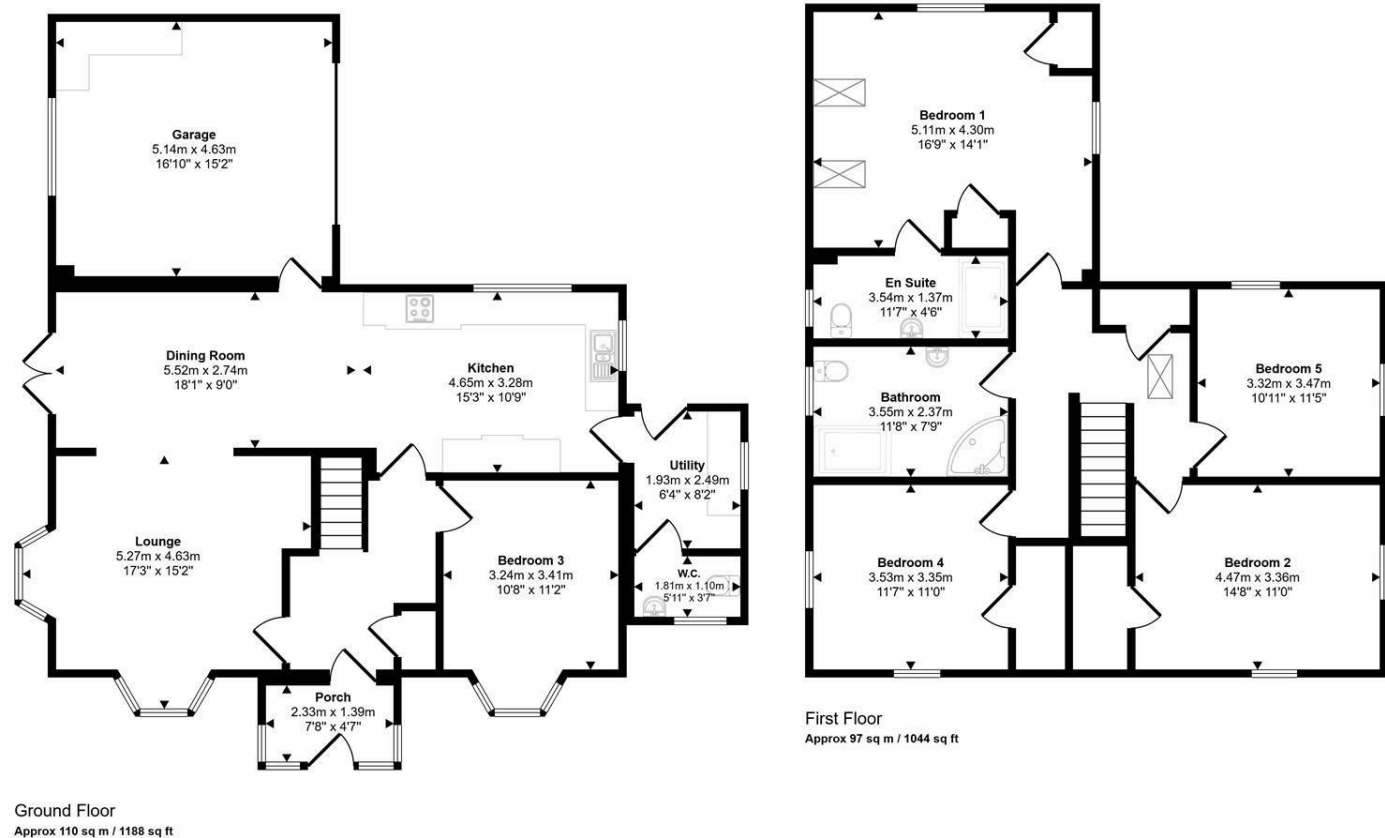 Garage
5.14m x 4.63m
16'10" x 15'2"
Dining Room
5.52m x 2.74m
18'1" x 9'0"
Kitchen
4.65m x 3.28m
15'3" x 10'9"
Utility
1.93m x 2.49m
6'4" x 8'2"
Lounge
5.27m x 4.63m
17'3" x 15'2"
Bedroom 3
3.24m x 3.41m
10'8" x 11'2"
W.C.
1.81m x 1.10m
5'11" x 3'7"
Porch
2.33m x 1.39m
7'8" x 4'7"
Ground Floor
Approx 110 sq m / 1188 sq ft
Bedroom 1
5.11m x 4.30m
16'9" x 14'1"
En Suite
3.54m x 1.37m
11'7" x 4'6"
Bathroom
3.55m x 2.37m
11'8" x 7'9"
Bedroom 5
3.32m x 3.47m
10'11" x 11'5"
Bedroom 4
3.53m x 3.35m
11'7" x 11'0"
Bedroom 2
4.47m x 3.36m
14'8" x 11'0"
First Floor
Approx 97 sq m / 1044 sq ft